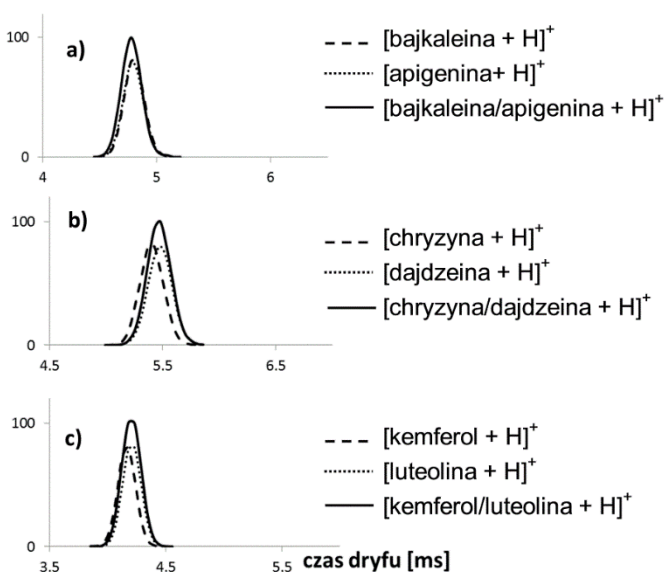 100
a)
0
4 5 6
[bajkaleina + H]+
[apigenina+ H]+
[bajkaleina/apigenina + H]+
100
b)
0
4.5 5.5 6.5
[chryzyna + H]+
[dajdzeina + H]+
[chryzyna/dajdzeina + H]+
100
c)
0
3.5 4.5 5.5
czas dryfu [ms]
[kemferol + H]+
[luteolina + H]+
[kemferol/luteolina + H]+